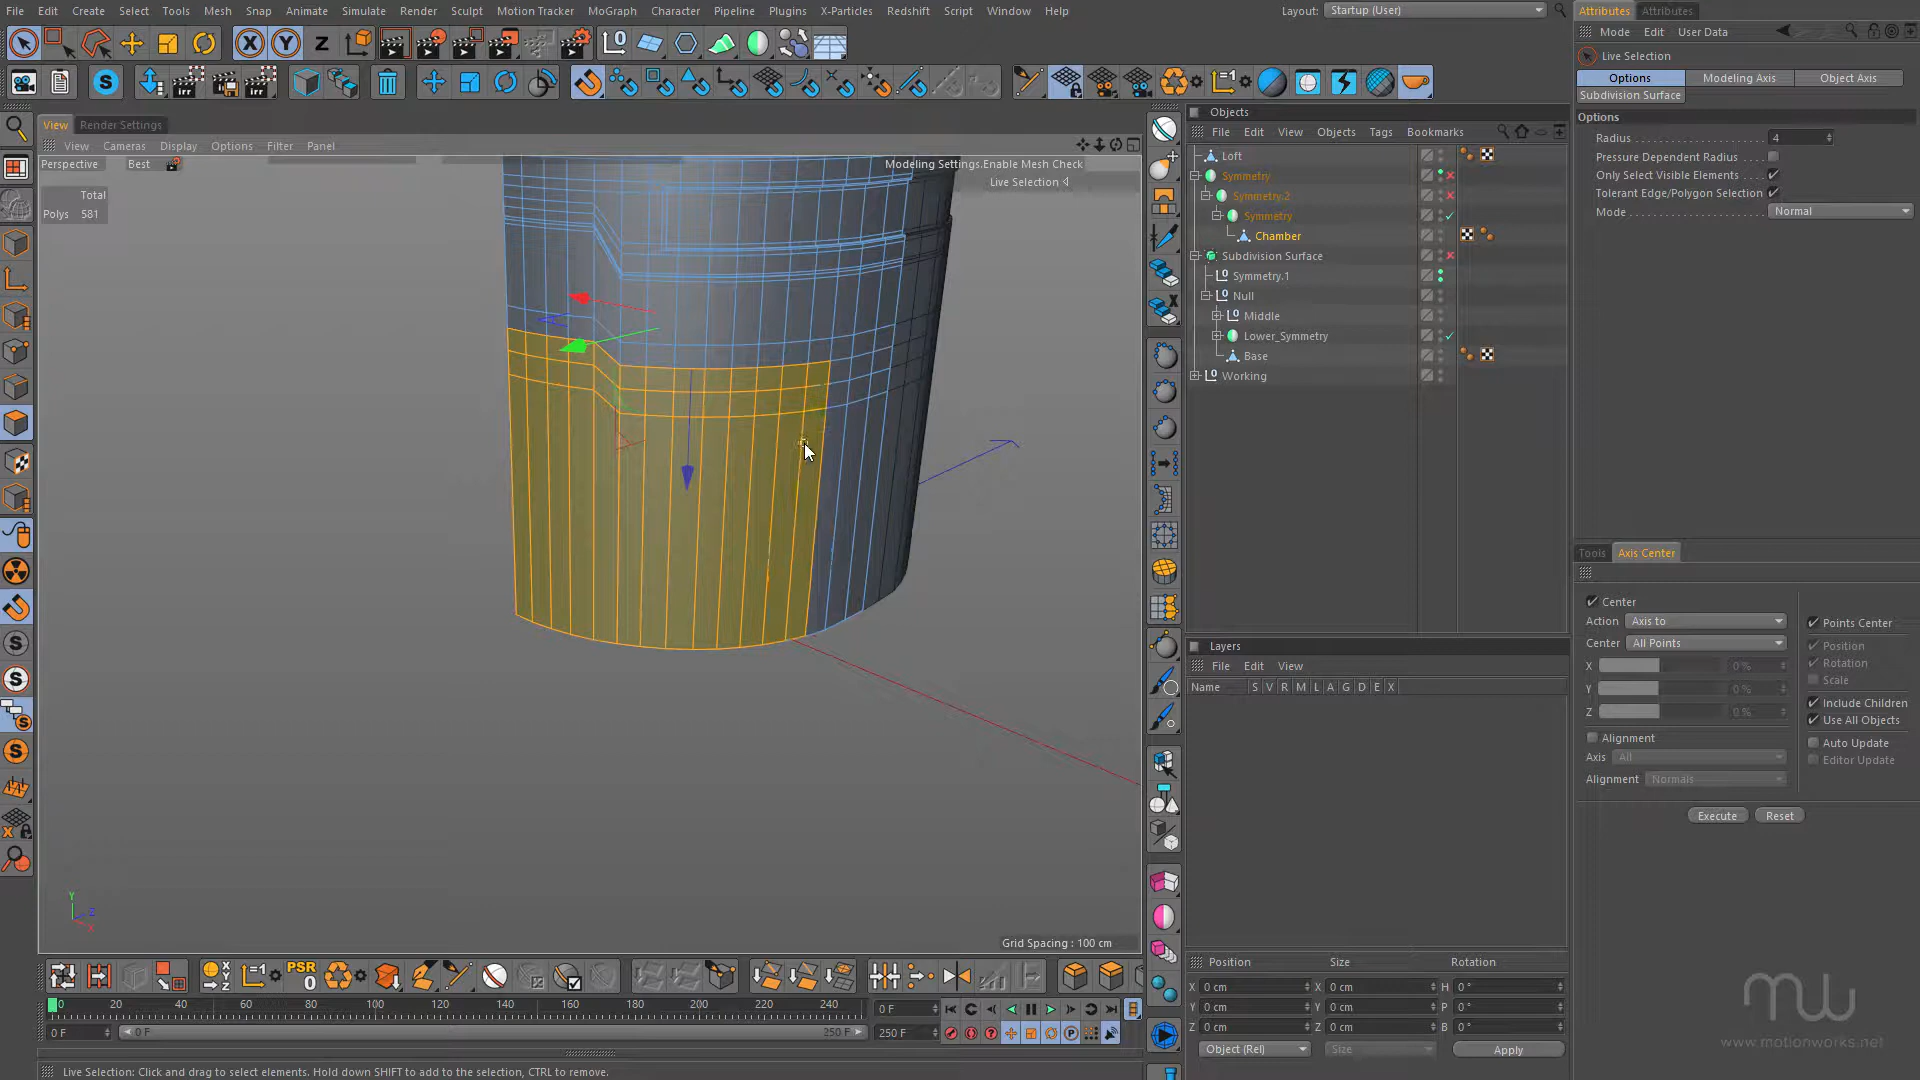 File Edit Create Select Tools Mesh Snap Animate Simulate Render Sculpt Motion Tracker MoGraph Character Pipeline Plugins X-Particles Redshift Script Window Help
Layout: Startup (User)
Attributes Attributes
Mode Edit User Data
Live Selection
Options Modeling Axis Object Axis
Subdivision Surface
Options
Radius 4
Pressure Dependent Radius
Only Select Visible Elements
Tolerant Edge/Polygon Selection
Mode Normal
View Render Settings
View Cameras Display Options Filter Panel
Perspective Best
Modeling Settings.Enable Mesh Check
Live Selection
Total
Polys 581
Grid Spacing : 100 cm
Y
Z
X
Objects
File Edit View Objects Tags Bookmarks
Loft
Symmetry
Symmetry.2
Symmetry
Chamber
Subdivision Surface
Symmetry.1
Null
Middle
Lower_Symmetry
Base
Working
Layers
File Edit View
Name S V R M L A G D E X
Tools Axis Center
Center
Action Axis to
Center All Points
X 0 %
Y 0 %
Z 0 %
Points Center
Position
Rotation
Scale
Include Children
Use All Objects
Alignment
Axis All
Alignment Normals
Auto Update
Editor Update
Execute Reset
PSR
0
0 20 40 60 80 100 120 140 160 180 200 220 240
0 F
0 F 0 F 250 F 250 F
Position Size Rotation
X 0 cm X 0 cm H 0 °
Y 0 cm Y 0 cm P 0 °
Z 0 cm Z 0 cm B 0 °
Object (Rel) Size Apply
mw
www.motionworks.net
Live Selection: Click and drag to select elements. Hold down SHIFT to add to the selection, CTRL to remove.